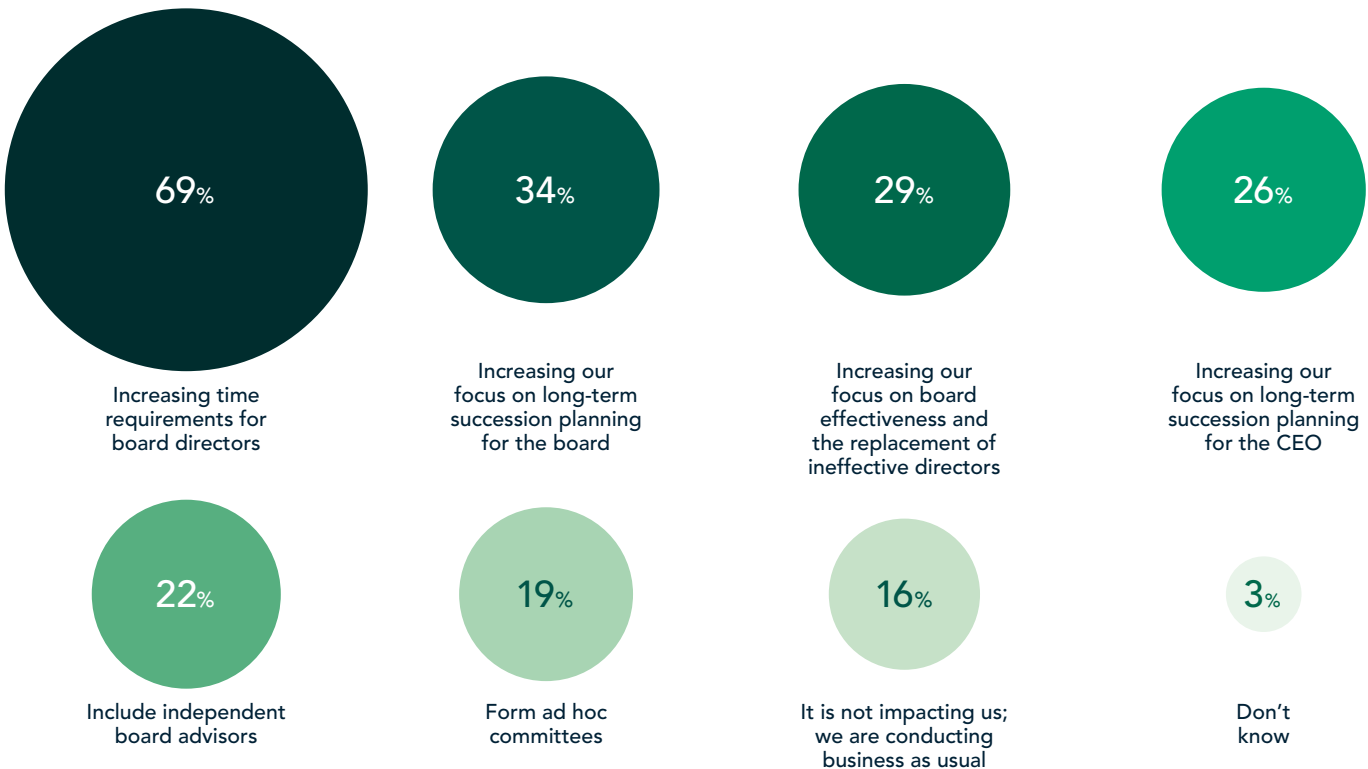 69%
34%
29%
26%
Increasing time
requirements for
board directors
Increasing our
focus on long-term
succession planning
for the board
Increasing our
focus on board
effectiveness and
the replacement of
ineffective directors
Increasing our
focus on long-term
succession planning
for the CEO
22%
19%
16%
3%
Include independent
board advisors
Form ad hoc
committees
It is not impacting us;
we are conducting
business as usual
Don’t
know